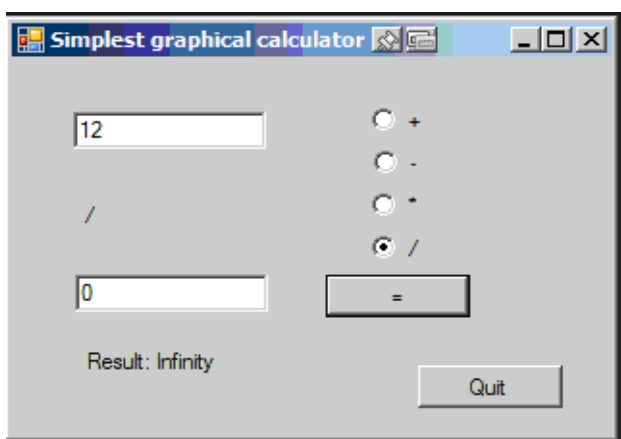 Simplest graphical calculator
12
+
-
*
/
/
0
=
Result: Infinity
Quit